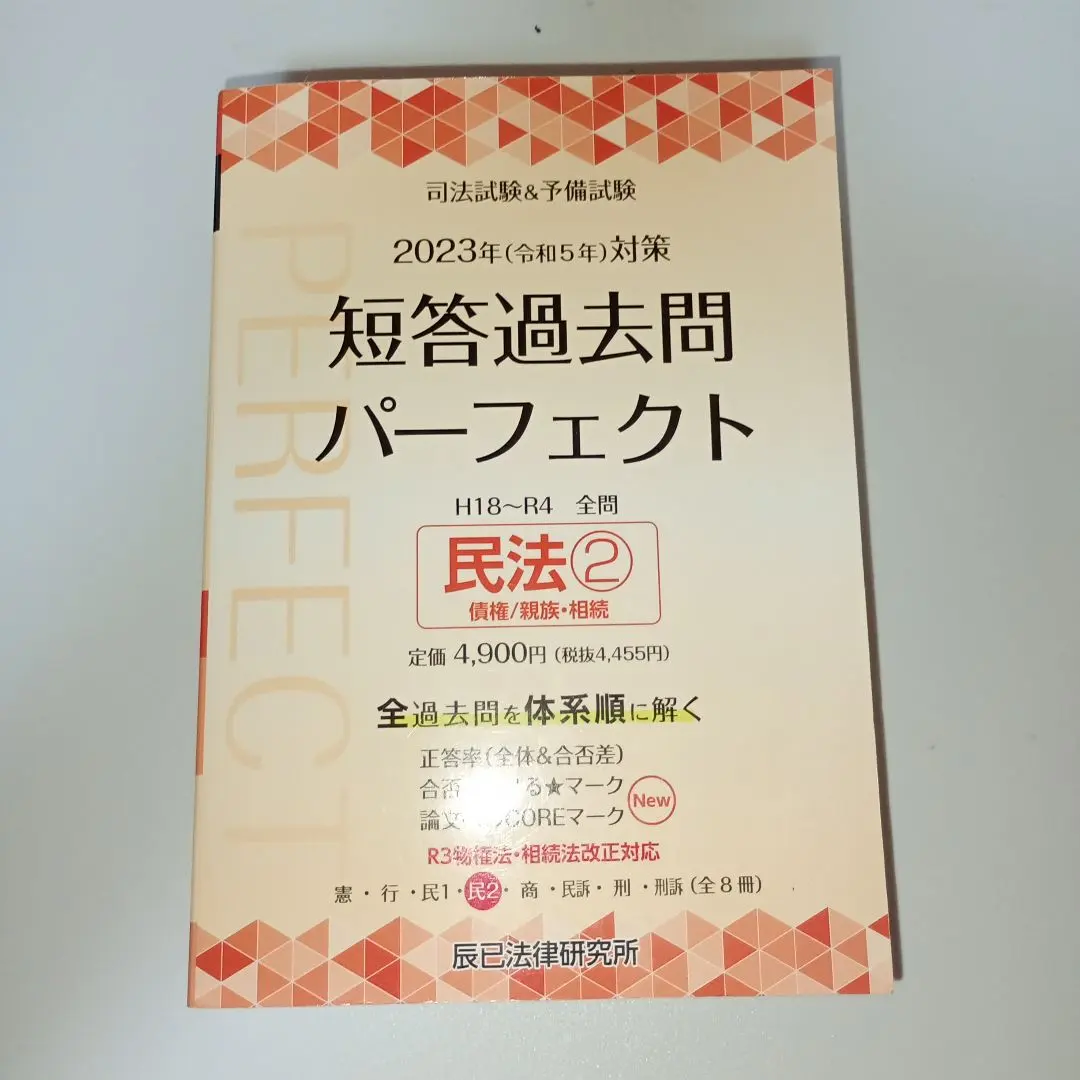 PERFECT
司法試験&予備試験
2023年(令和5年)対策
短答過去問
パーフェクト
H18～R4 全問
民法②
債権/親族・相続
定価 4,900円 (税抜4,455円)
全過去問を体系順に解く
正答率(全体&合否差)
合否 る★マーク
論文 COREマーク
New
R3物権法・相続法改正対応
憲・行・民1・民2・商・民訴・刑・刑訴(全8冊)
辰已法律研究所